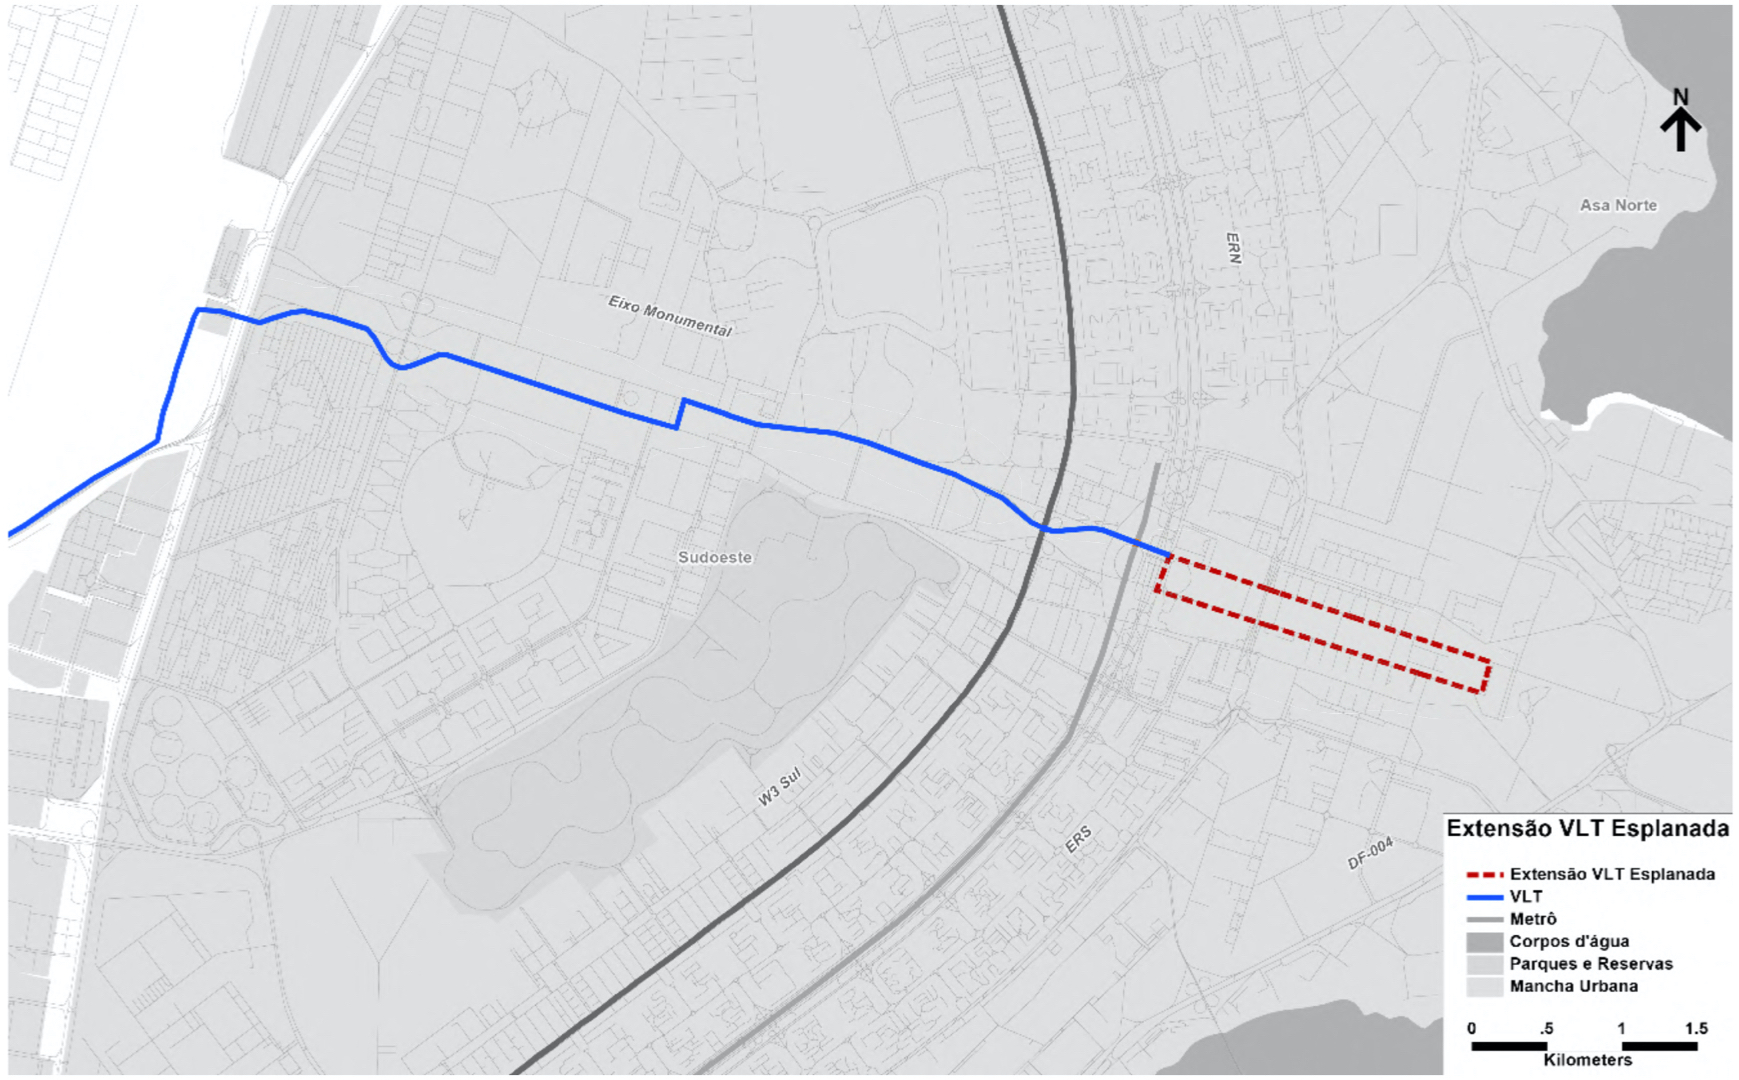 N
Asa Norte
ERN
Eixo Monumental
Sudoeste
W3 Sul
ERS
DF-004
Extensão VLT Esplanada
Extensão VLT Esplanada
VLT
Metrô
Corpos d'água
Parques e Reservas
Mancha Urbana
0 .5 1 1.5
Kilometers